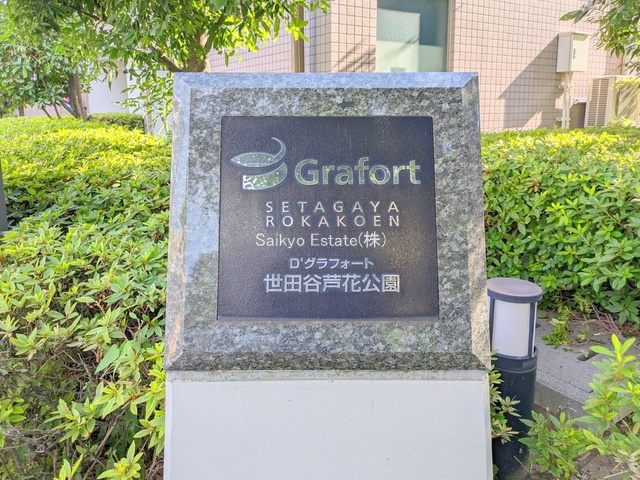 Grafort
SETAGAYA
ROKAKOEN
Saikyo Estate(株)
D'グラフォート
世田谷芦花公園